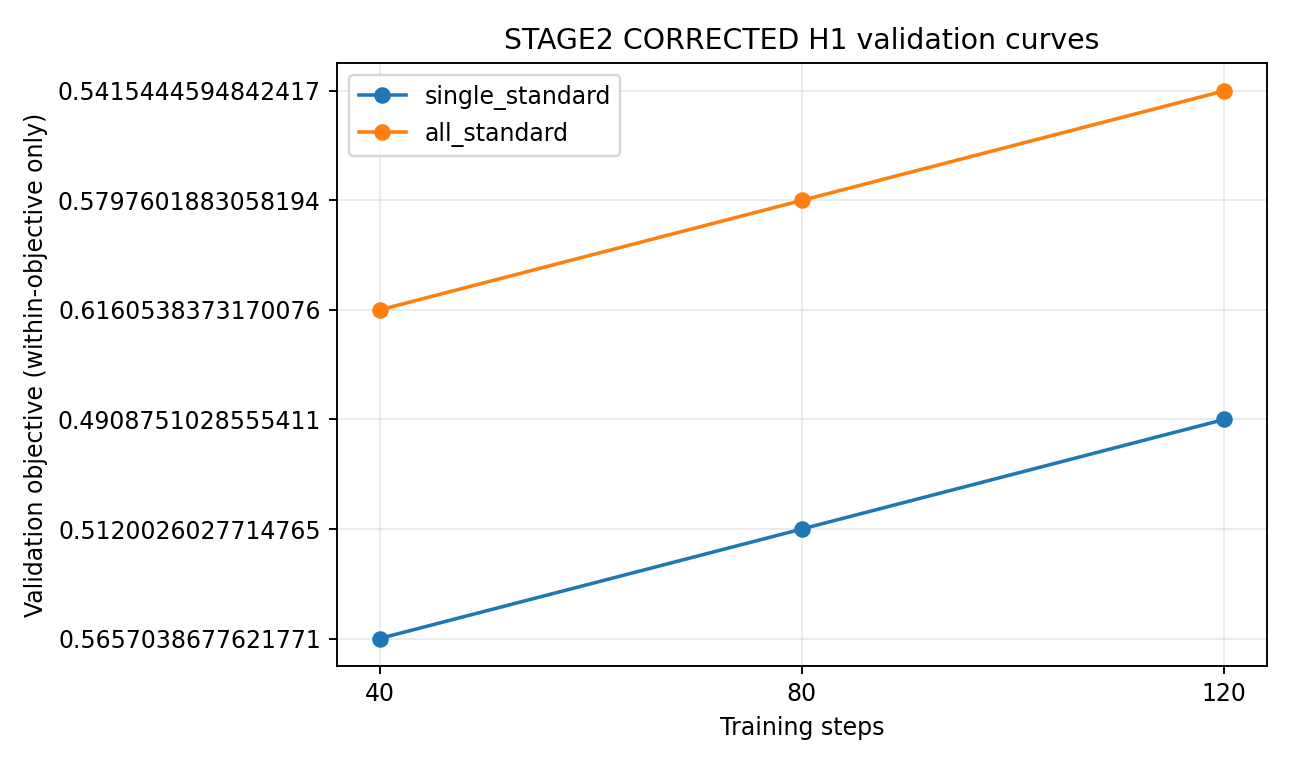 STAGE2 CORRECTED H1 validation curves
single_standard
all_standard
Validation objective (within-objective only)
0.5415444594842417
0.5797601883058194
0.6160538373170076
0.4908751028555411
0.5120026027714765
0.5657038677621771
40
80
120
Training steps